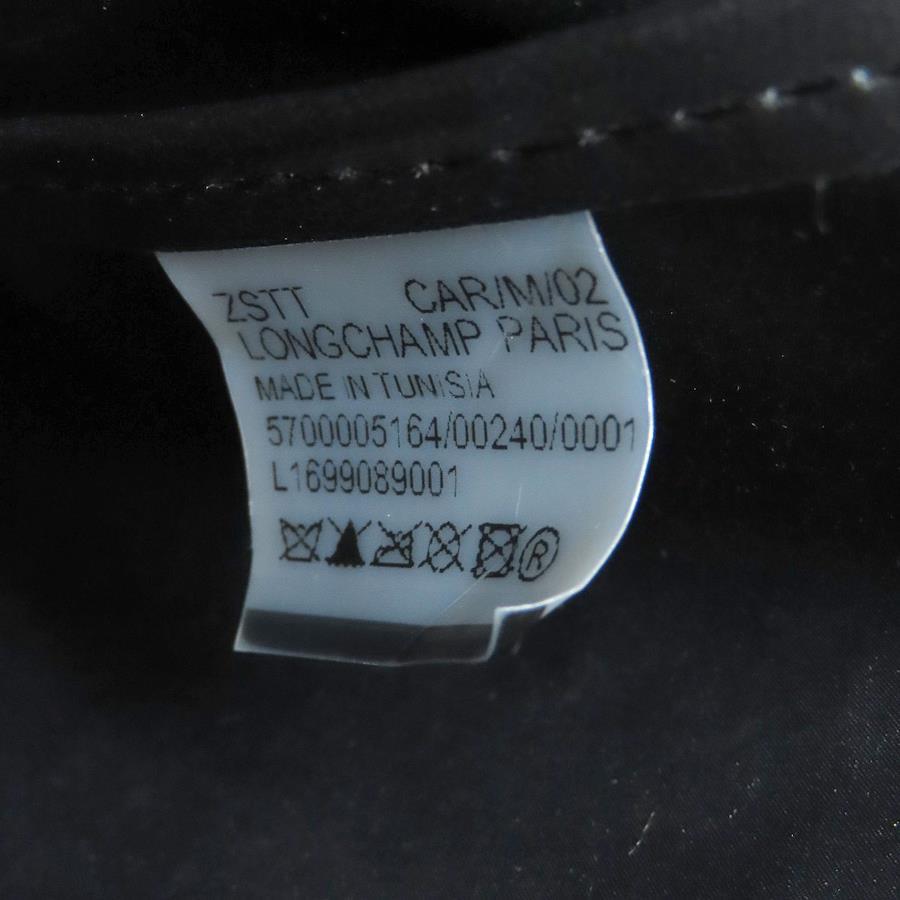 ZSTT CAR/M/02
LONGCHAMP PARIS
MADE IN TUNISIA
5700005164/00240/0001
L1699089001
®